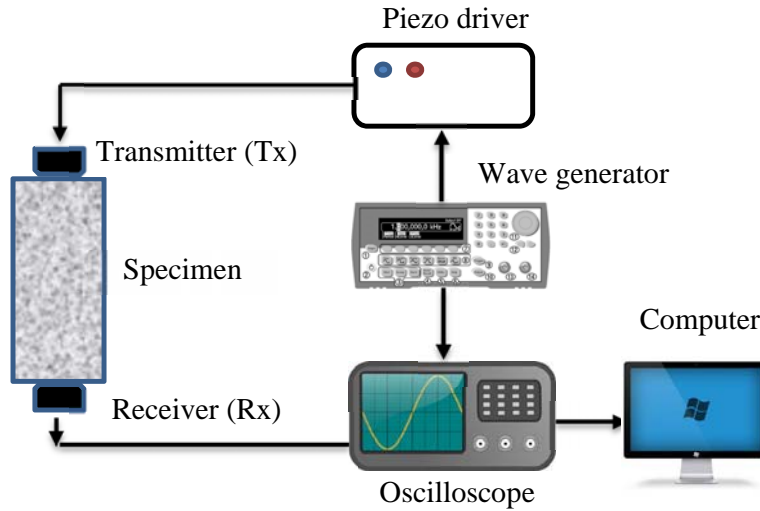 Piezo driver
Transmitter (Tx)
Wave generator
Specimen
Computer
Receiver (Rx)
Oscilloscope